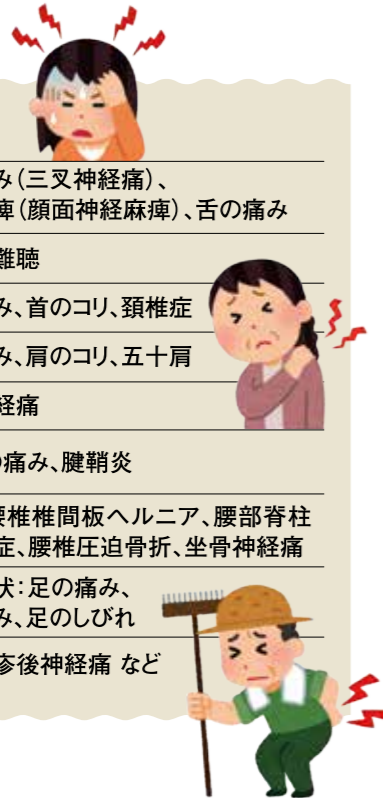 み（三叉神経痛）、
痺（顔面神経麻痺）、舌の痛み
難聴
み、首のコリ、頚椎症
み、肩のコリ、五十肩
経痛
の痛み、腱鞘炎
腰椎椎間板ヘルニア、腰部脊柱
症、腰椎圧迫骨折、坐骨神経痛
状：足の痛み、
み、足のしびれ
疹後神経痛 など